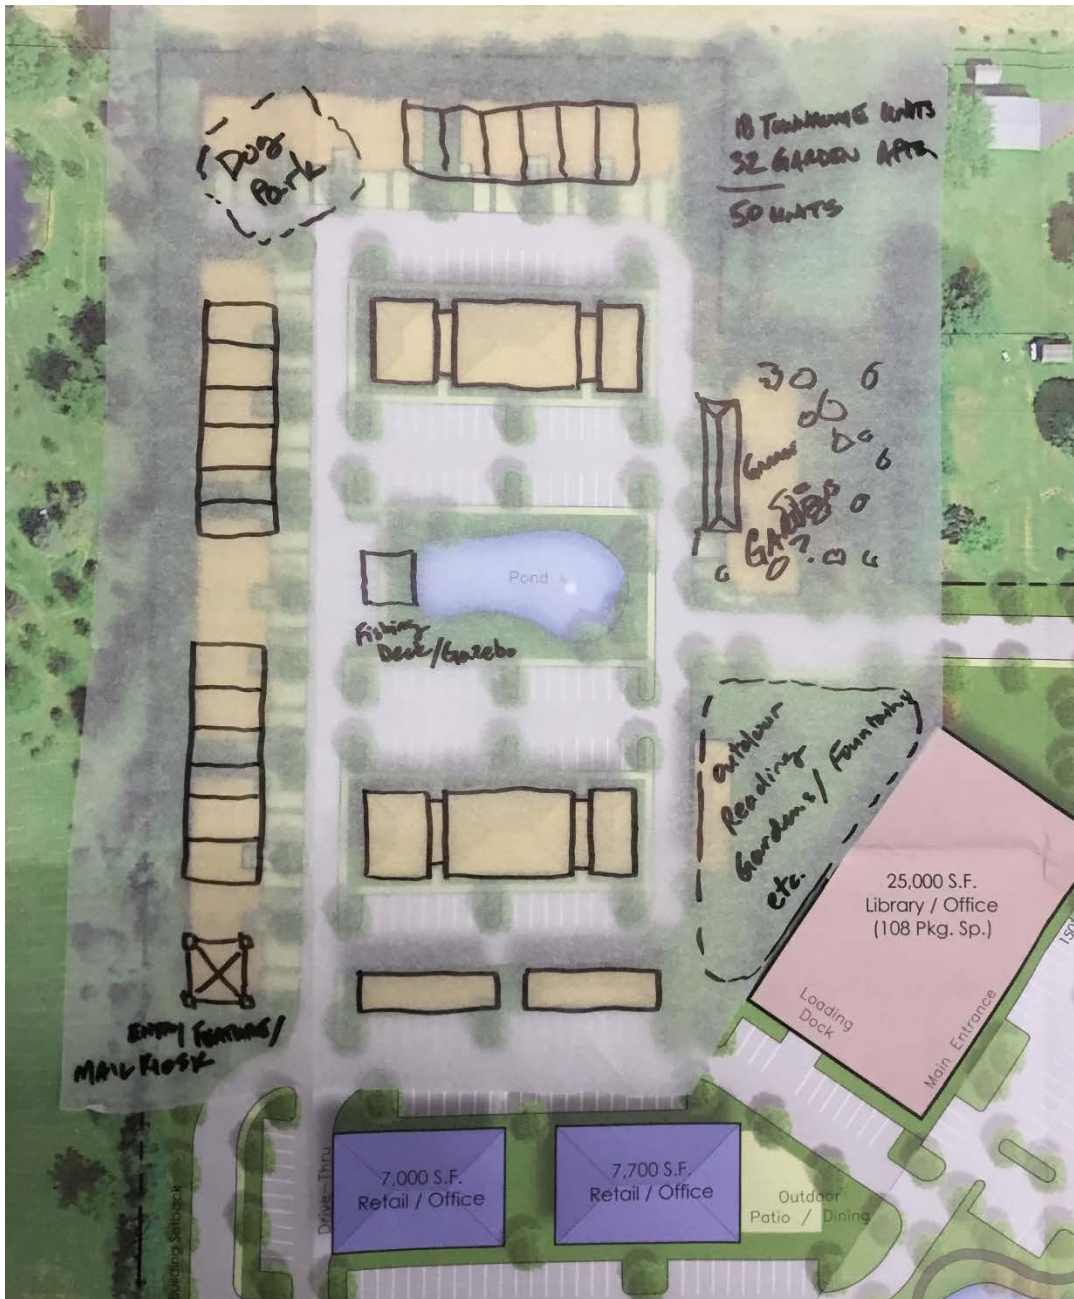 Dog
Park
18 TOWNHOME UNITS
32 GARDEN APTS
50 UNITS
GARDENS?
Pond
Fishing
Deck/Gazebo
Outdoor
Reading
Gardens/ Fountains
etc.
25,000 S.F.
Library / Office
(108 Pkg. Sp.)
150'
Loading
Dock
Main Entrance
ENTRY FEATURE/
MAIL KIOSK
7,000 S.F.
Retail / Office
7,700 S.F.
Retail / Office
Drive-Thru
Outdoor
Patio / Dining
Building Setback